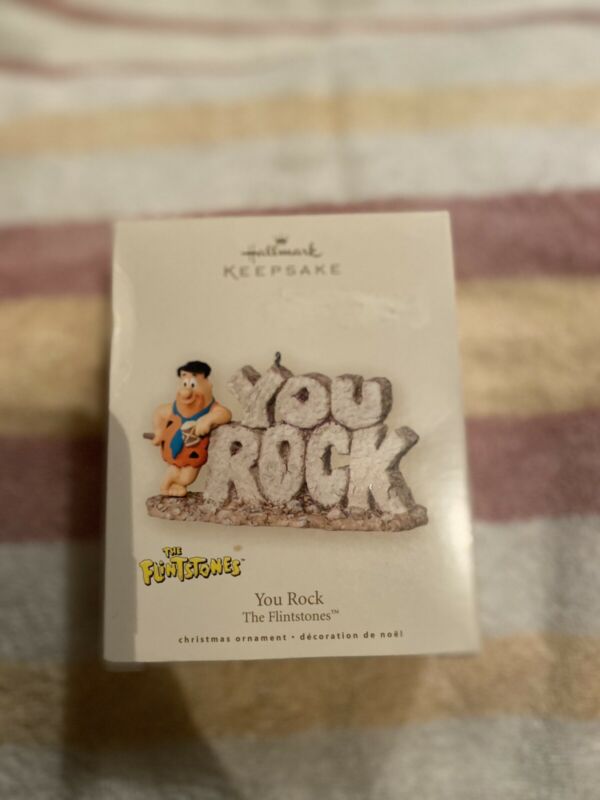 Hallmark
KEEPSAKE
YOU
ROCK
THE
FLINTSTONES
You Rock
The Flintstones™
christmas ornament • décoration de noël